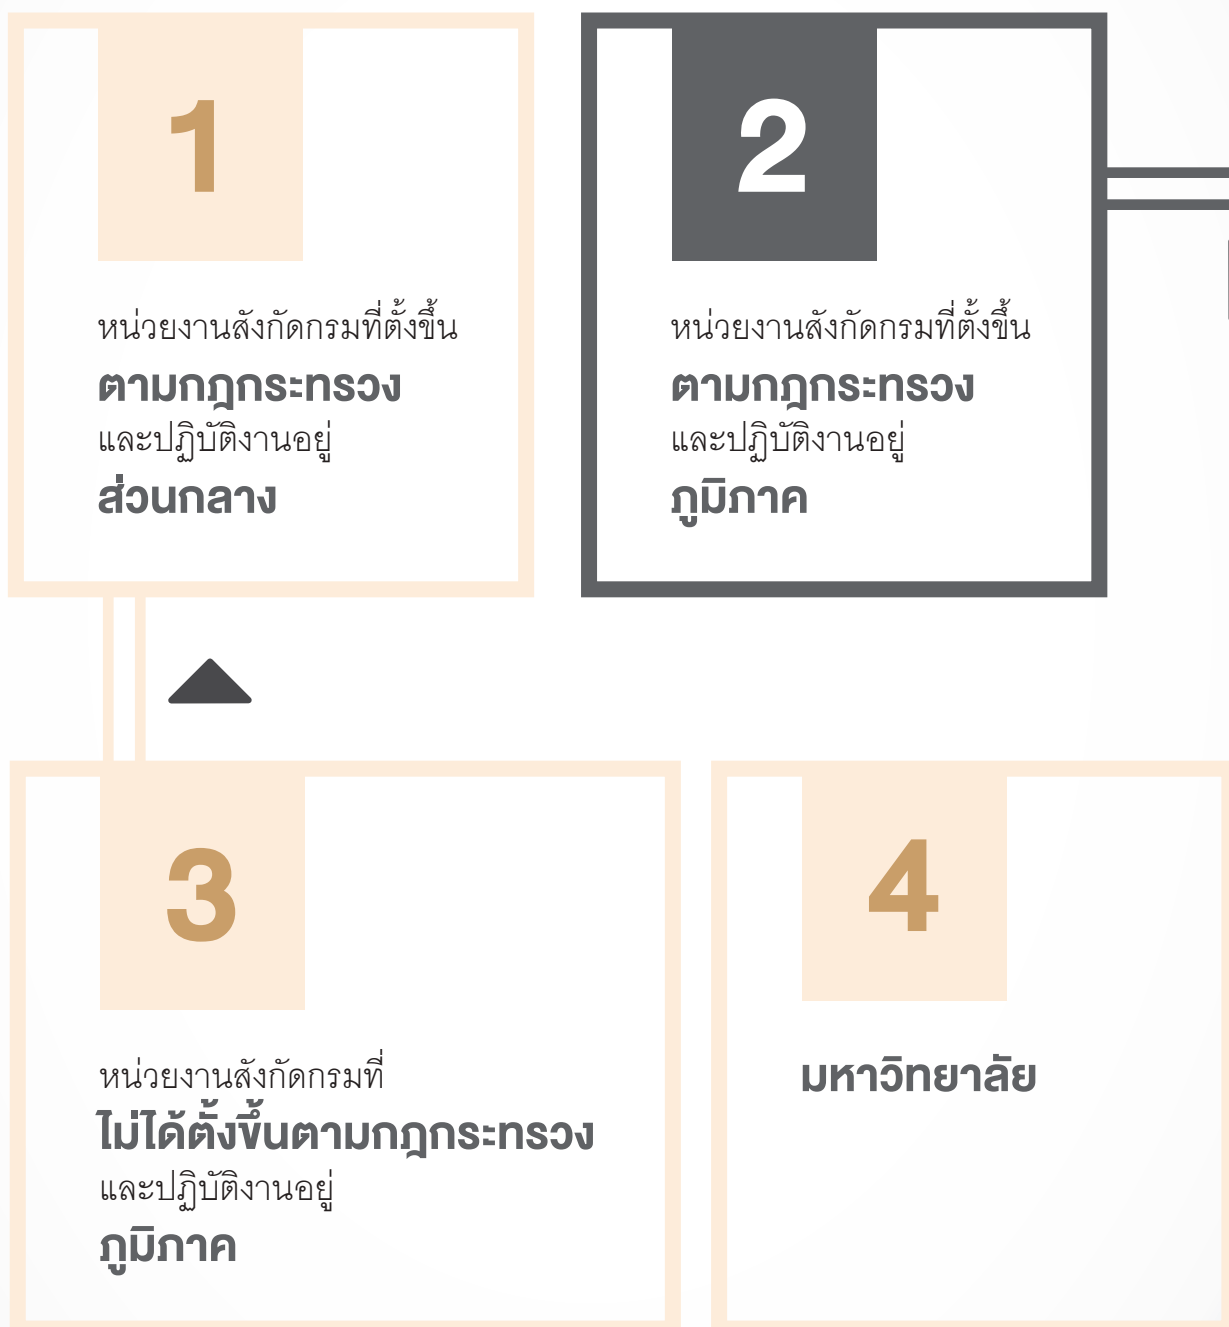 1
หน่วยงานสังกัดกรมที่ตั้งขึ้น
ตามกฎกระทรวง
และปฏิบัติงานอยู่
ส่วนกลาง
2
หน่วยงานสังกัดกรมที่ตั้งขึ้น
ตามกฎกระทรวง
และปฏิบัติงานอยู่
ภูมิภาค
3
หน่วยงานสังกัดกรมที่
ไม่ได้ตั้งขึ้นตามกฎกระทรวง
และปฏิบัติงานอยู่
ภูมิภาค
4
มหาวิทยาลัย